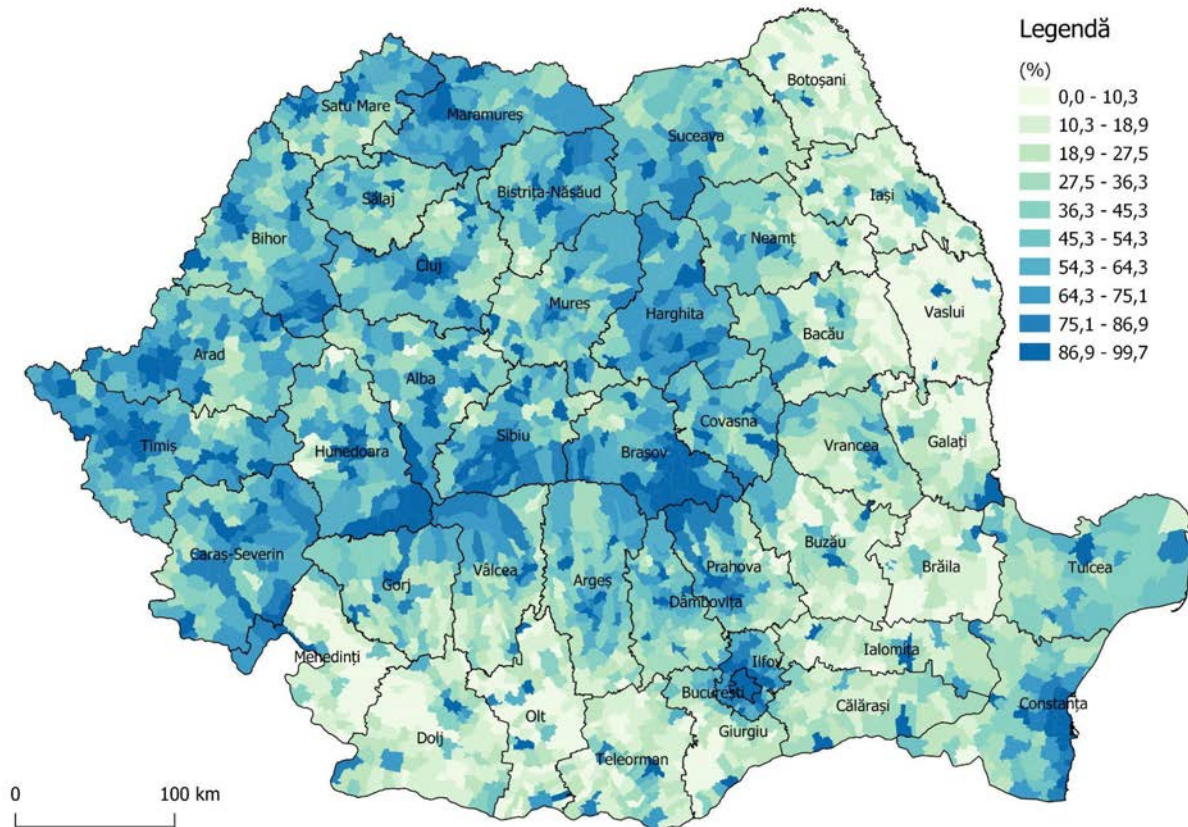 Legendă
(%)
0,0 - 10,3
10,3 - 18,9
18,9 - 27,5
27,5 - 36,3
36,3 - 45,3
45,3 - 54,3
54,3 - 64,3
64,3 - 75,1
75,1 - 86,9
86,9 - 99,7
Botoșani
Satu Mare
Maramureș
Suceava
Sălaj
Bistrița-Năsăud
Iași
Bihor
Neamț
Cluj
Mureș
Harghita
Vaslui
Bacău
Arad
Alba
Covasna
Sibiu
Timiș
Hunedoara
Brașov
Vrancea
Galați
Caraș-Severin
Buzău
Prahova
Brăila
Tulcea
Gorj
Vâlcea
Argeș
Dâmbovița
Mehedinți
Ilfov
Ialomița
București
Constanța
Călărași
Olt
Dolj
Giurgiu
Teleorman
0
100 km